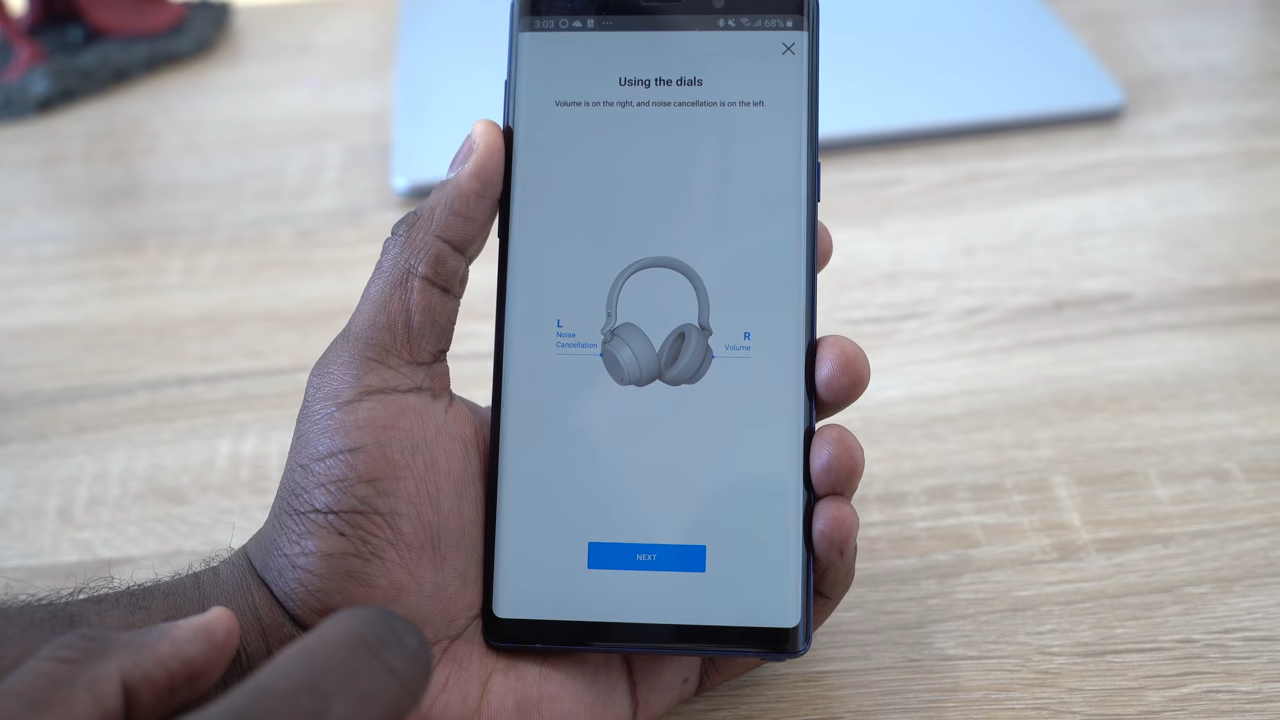 3:03
68%
Using the dials
Volume is on the right, and noise cancellation is on the left.
L
Noise
Cancellation
R
Volume
NEXT